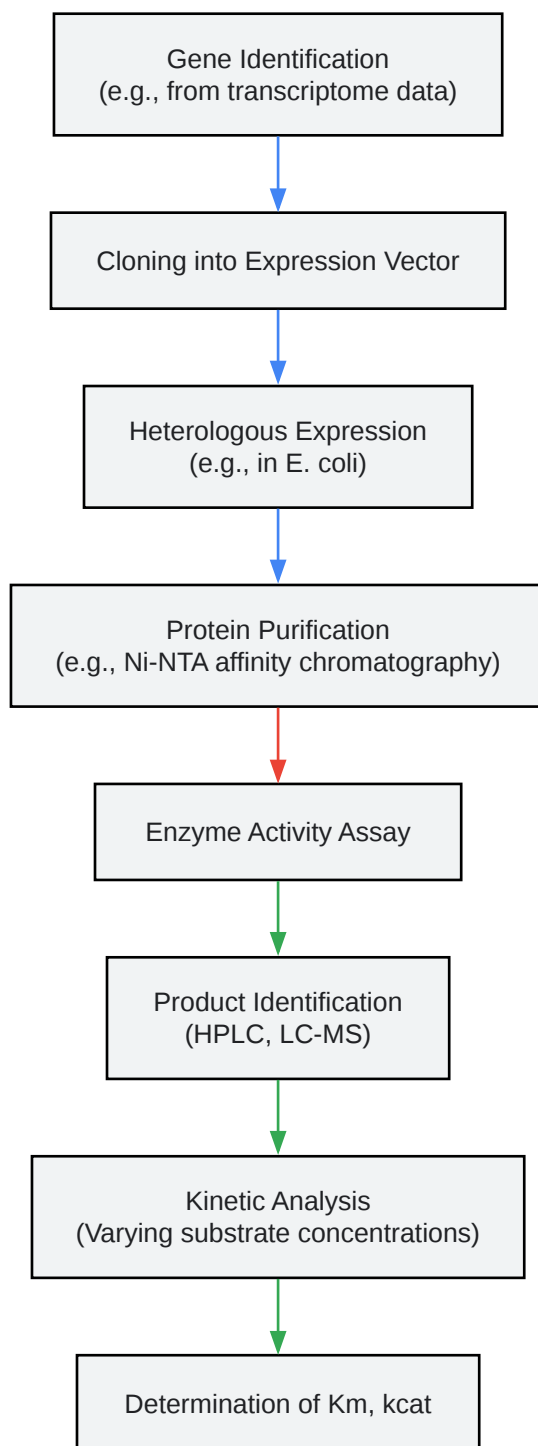 Gene Identification
(e.g., from transcriptome data)
Cloning into Expression Vector
Heterologous Expression
(e.g., in E. coli)
Protein Purification
(e.g., Ni-NTA affinity chromatography)
Enzyme Activity Assay
Product Identification
(HPLC, LC-MS)
Kinetic Analysis
(Varying substrate concentrations)
Determination of Km, kcat